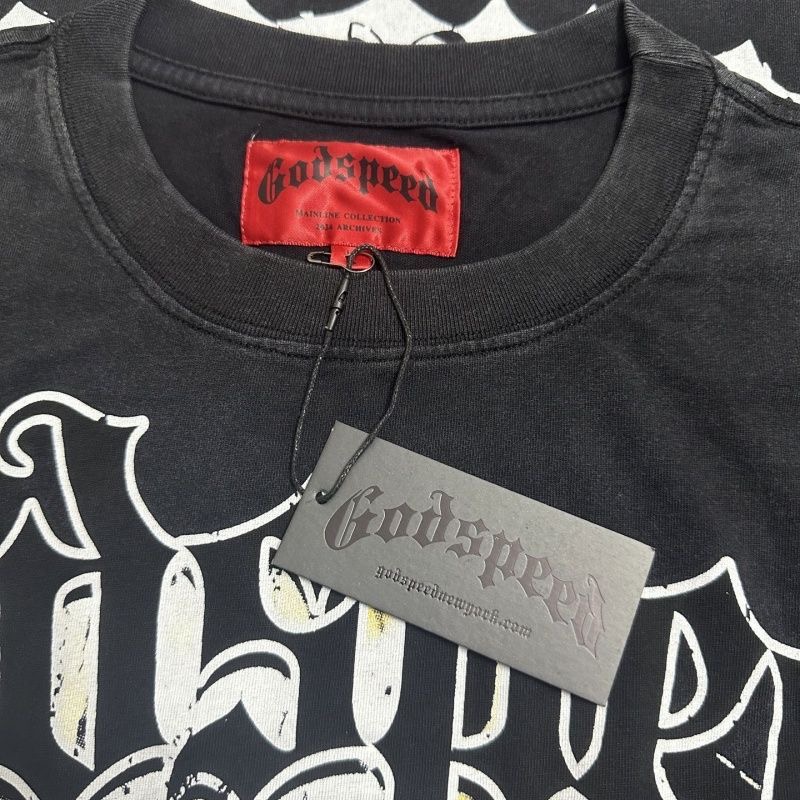 Godspeed
MAINLINE COLLECTION
2024 ARCHIVES
Godspeed
godspeednewyork.com